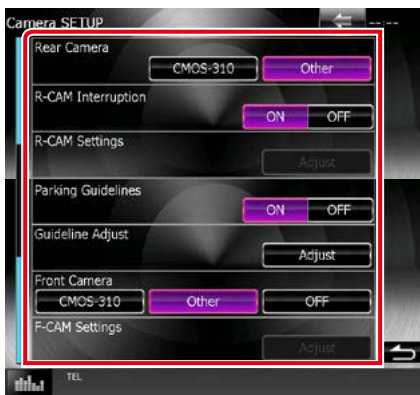 Camera SETUP --:--
Rear Camera
CMOS-310 Other
R-CAM Interruption
ON OFF
R-CAM Settings
Adjust
Parking Guidelines
ON OFF
Guideline Adjust
Adjust
Front Camera
CMOS-310 Other OFF
F-CAM Settings
Adjust
TEL